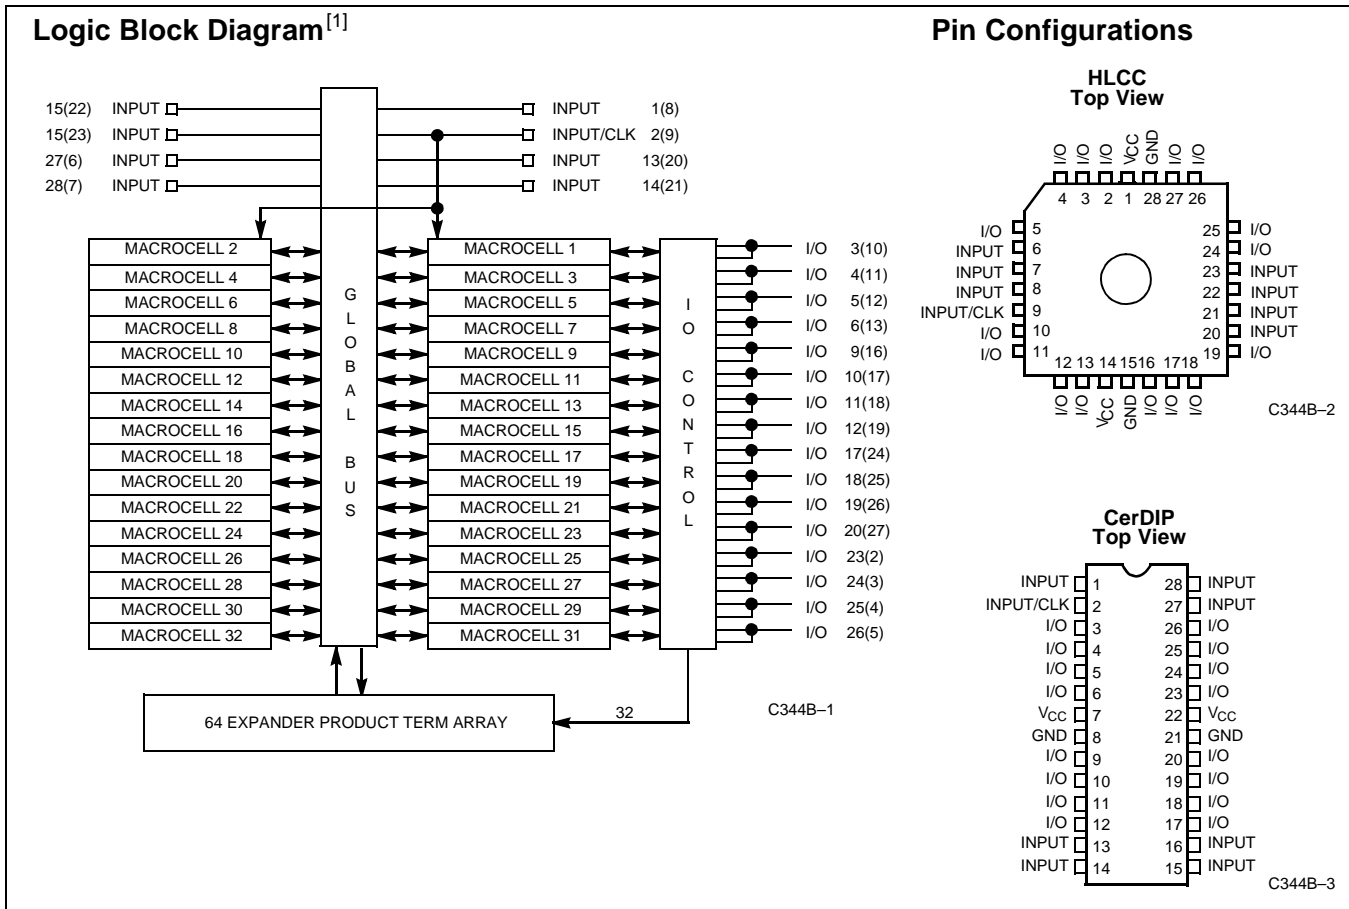 Logic Block Diagram[1]
15(22) INPUT
15(23) INPUT
27(6) INPUT
28(7) INPUT
INPUT 1(8)
INPUT/CLK 2(9)
INPUT 13(20)
INPUT 14(21)
MACROCELL 2
MACROCELL 4
MACROCELL 6
MACROCELL 8
MACROCELL 10
MACROCELL 12
MACROCELL 14
MACROCELL 16
MACROCELL 18
MACROCELL 20
MACROCELL 22
MACROCELL 24
MACROCELL 26
MACROCELL 28
MACROCELL 30
MACROCELL 32
GLOBAL BUS
MACROCELL 1
MACROCELL 3
MACROCELL 5
MACROCELL 7
MACROCELL 9
MACROCELL 11
MACROCELL 13
MACROCELL 15
MACROCELL 17
MACROCELL 19
MACROCELL 21
MACROCELL 23
MACROCELL 25
MACROCELL 27
MACROCELL 29
MACROCELL 31
IO CONTROL
I/O 3(10)
I/O 4(11)
I/O 5(12)
I/O 6(13)
I/O 9(16)
I/O 10(17)
I/O 11(18)
I/O 12(19)
I/O 17(24)
I/O 18(25)
I/O 19(26)
I/O 20(27)
I/O 23(2)
I/O 24(3)
I/O 25(4)
I/O 26(5)
64 EXPANDER PRODUCT TERM ARRAY
32
C344B–1
Pin Configurations
HLCC
Top View
I/O I/O I/O VCC GND I/O I/O
4 3 2 1 28 27 26
I/O 5
INPUT 6
INPUT 7
INPUT 8
INPUT/CLK 9
I/O 10
I/O 11
25 I/O
24 I/O
23 INPUT
22 INPUT
21 INPUT
20 INPUT
19 I/O
12 13 14 15 16 17 18
I/O I/O VCC GND I/O I/O I/O
C344B–2
CerDIP
Top View
INPUT 1 28 INPUT
INPUT/CLK 2 27 INPUT
I/O 3 26 I/O
I/O 4 25 I/O
I/O 5 24 I/O
I/O 6 23 I/O
VCC 7 22 VCC
GND 8 21 GND
I/O 9 20 I/O
I/O 10 19 I/O
I/O 11 18 I/O
I/O 12 17 I/O
INPUT 13 16 INPUT
INPUT 14 15 INPUT
C344B–3